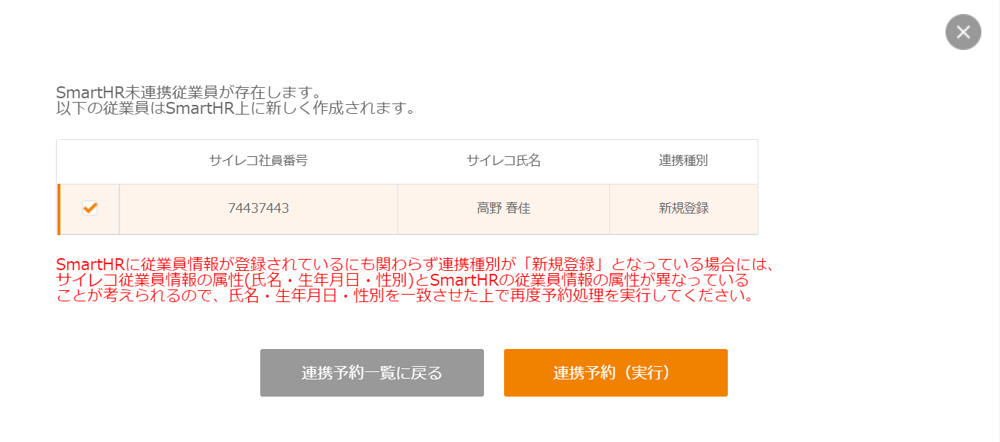 SmartHR未連携従業員が存在します。
以下の従業員はSmartHR上に新しく作成されます。
サイレコ社員番号 サイレコ氏名 連携種別
74437443 高野 春佳 新規登録
SmartHRに従業員情報が登録されているにも関わらず連携種別が「新規登録」となっている場合には、
サイレコ従業員情報の属性(氏名・生年月日・性別)とSmartHRの従業員情報の属性が異なっている
ことが考えられるので、氏名・生年月日・性別を一致させた上で再度予約処理を実行してください。
連携予約一覧に戻る 連携予約（実行）